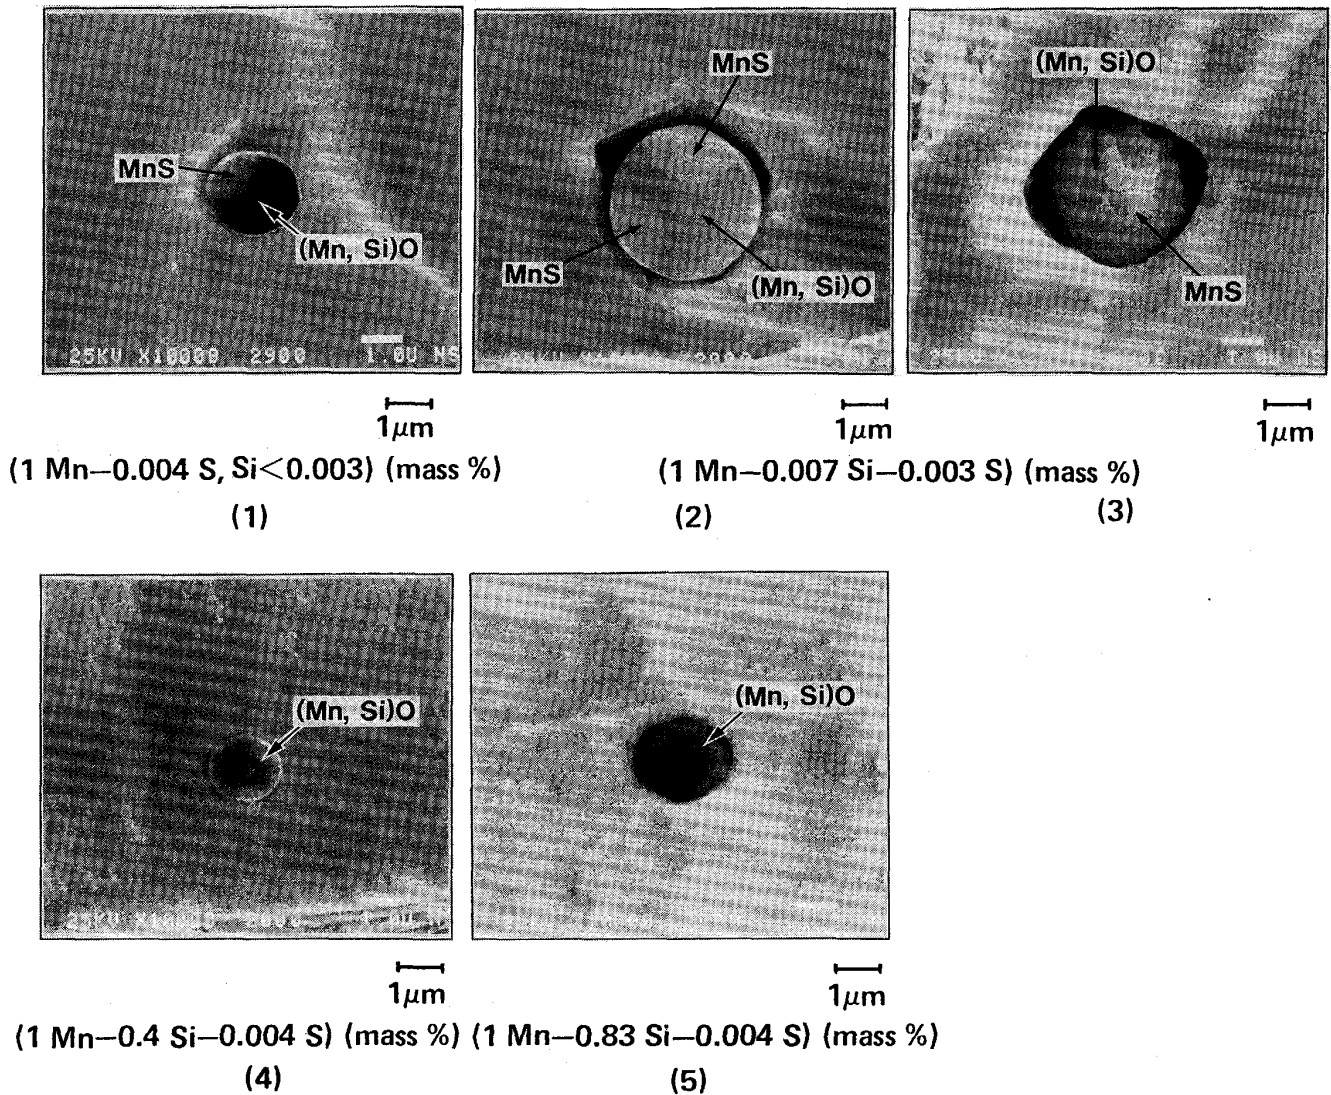 MnS
(Mn, Si)O
25KV X10000 2900 1.0U NS
MnS
MnS
(Mn, Si)O
(Mn, Si)O
MnS
25KV
1μm
1μm
1μm
(1 Mn—0.004 S, Si<0.003) (mass %)
(1 Mn—0.007 Si—0.003 S) (mass %)
(1)
(2)
(3)
(Mn, Si)O
25KV
(Mn, Si)O
1μm
1μm
(1 Mn—0.4 Si—0.004 S) (mass %)
(1 Mn—0.83 Si—0.004 S) (mass %)
(4)
(5)